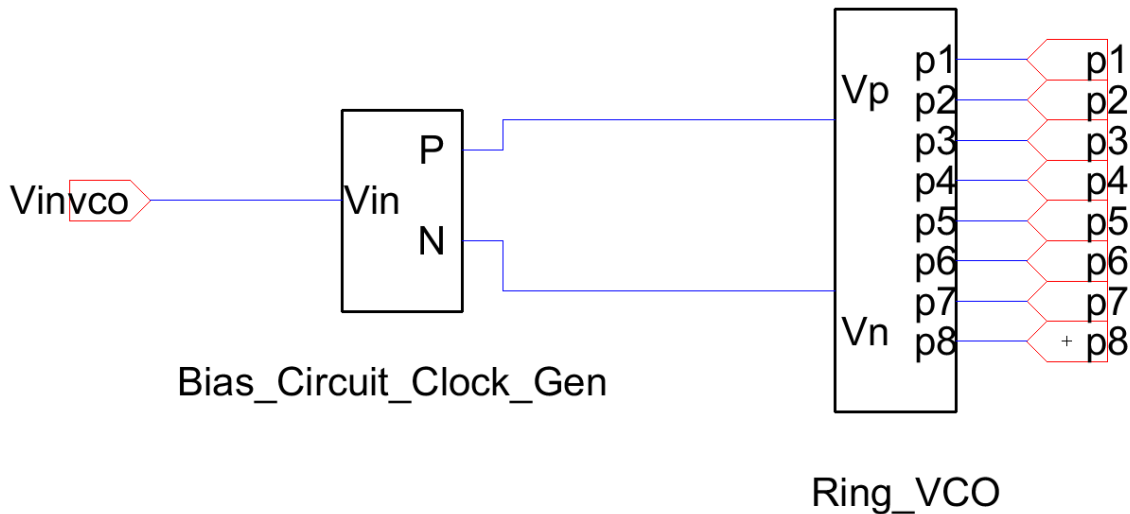 Vinvco
Vin
P
N
Bias_Circuit_Clock_Gen
Vp
Vn
p1 p1
p2 p2
p3 p3
p4 p4
p5 p5
p6 p6
p7 p7
p8 p8
Ring_VCO